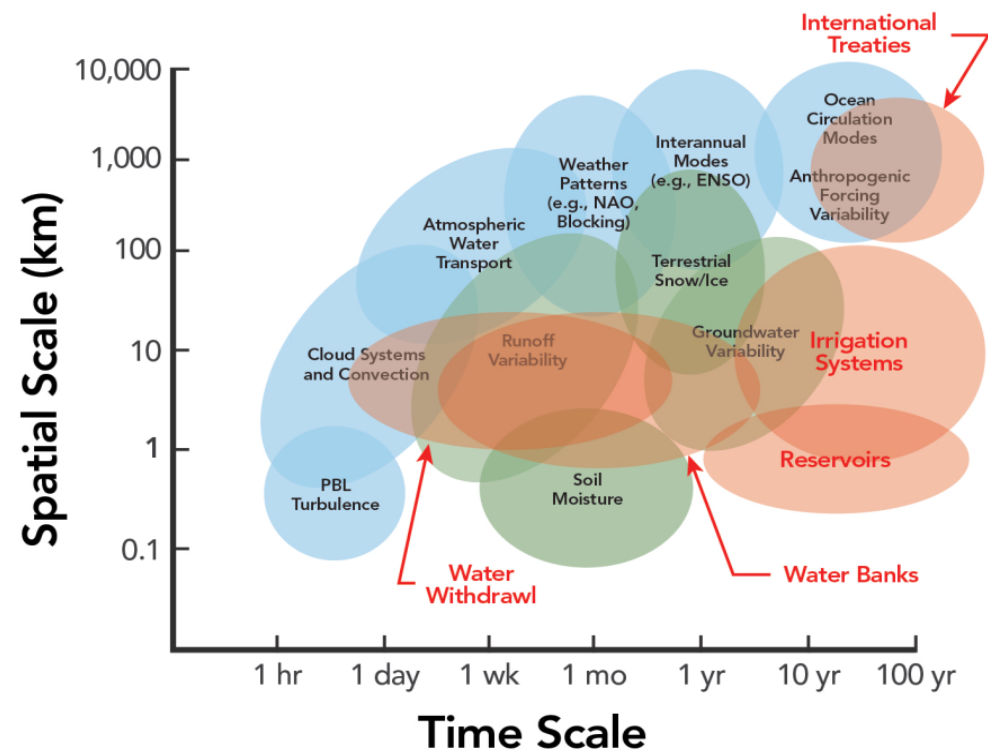 International
Treaties
10,000
1,000
100
10
1
0.1
Spatial Scale (km)
Ocean
Circulation
Modes
Anthropogenic
Forcing
Variability
Interannual
Modes
(e.g., ENSO)
Weather
Patterns
(e.g., NAO,
Blocking)
Atmospheric
Water
Transport
Terrestrial
Snow/Ice
Groundwater
Variability
Irrigation
Systems
Runoff
Variability
Cloud Systems
and Convection
Reservoirs
PBL
Turbulence
Soil
Moisture
Water
Withdrawl
Water Banks
1 hr
1 day
1 wk
1 mo
1 yr
10 yr
100 yr
Time Scale